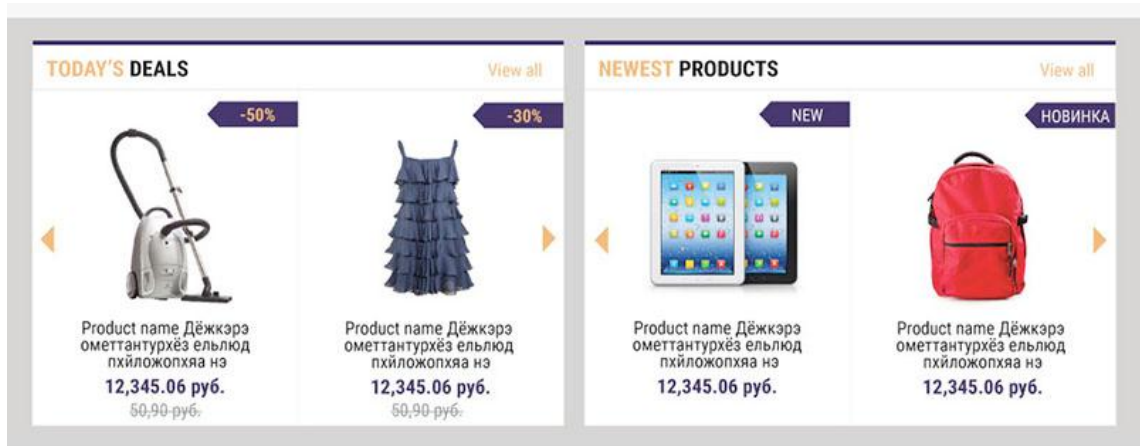 TODAY'S DEALS
View all
-50%
-30%
Product name Дёжкэрэ
ометтантурхёз ельлюд
пхйложопхяа нэ
12,345.06 руб.
50,90 руб.
Product name Дёжкэрэ
ометтантурхёз ельлюд
пхйложопхяа нэ
12,345.06 руб.
50,90 руб.
NEWEST PRODUCTS
View all
NEW
НОВИНКА
Product name Дёжкэрэ
ометтантурхёз ельлюд
пхйложопхяа нэ
12,345.06 руб.
Product name Дёжкэрэ
ометтантурхёз ельлюд
пхйложопхяа нэ
12,345.06 руб.